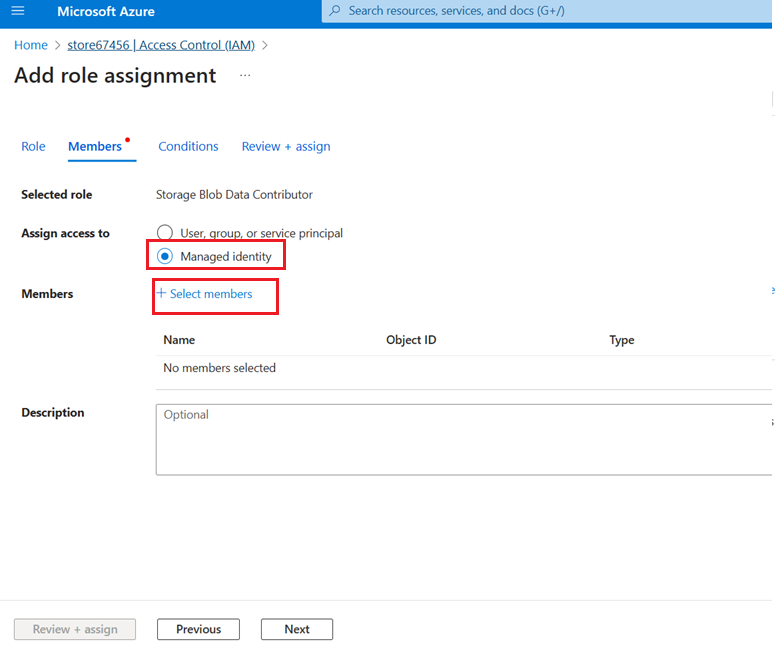 Microsoft Azure
Search resources, services, and docs (G+/)
Home > store67456 | Access Control (IAM) >
Add role assignment ...
Role Members Conditions Review + assign
Selected role Storage Blob Data Contributor
Assign access to User, group, or service principal
Managed identity
Members + Select members
Name Object ID Type
No members selected
Description Optional
Review + assign Previous Next